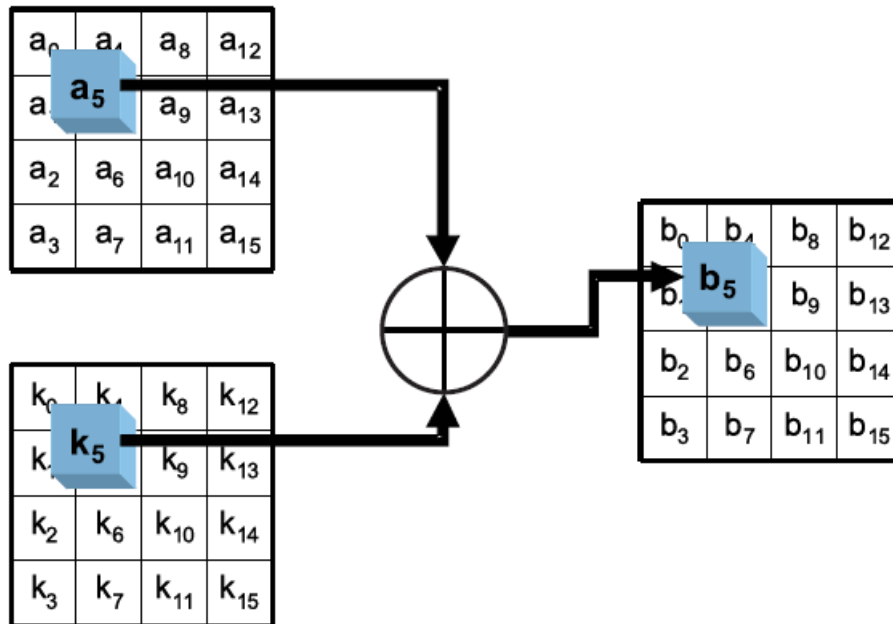 a0 a4 a8 a12
a5
a9 a13
a2 a6 a10 a14
a3 a7 a11 a15
k0 k4 k8 k12
k5
k1 k9 k13
k2 k6 k10 k14
k3 k7 k11 k15
b0 b4 b8 b12
b5
b9 b13
b2 b6 b10 b14
b3 b7 b11 b15